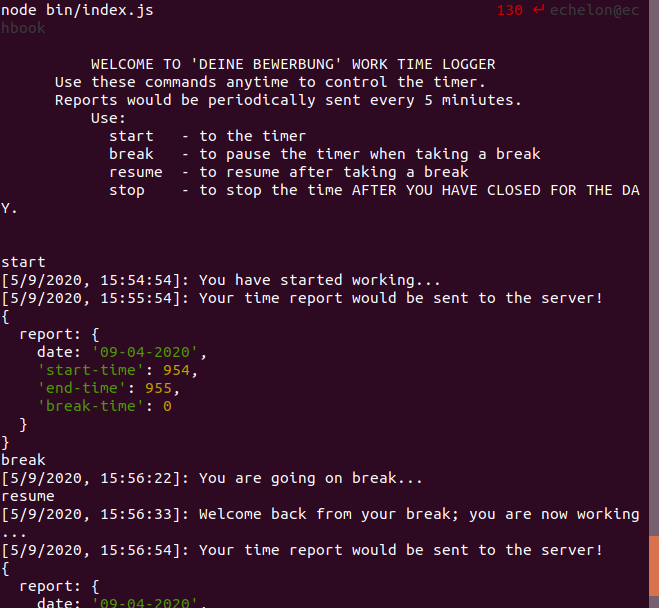 node bin/index.js 130 ↵ echelon@ec
hbook
WELCOME TO 'DEINE BEWERBUNG' WORK TIME LOGGER
Use these commands anytime to control the timer.
Reports would be periodically sent every 5 miniutes.
Use:
start - to the timer
break - to pause the timer when taking a break
resume - to resume after taking a break
stop - to stop the time AFTER YOU HAVE CLOSED FOR THE DA
Y.
start
[5/9/2020, 15:54:54]: You have started working...
[5/9/2020, 15:55:54]: Your time report would be sent to the server!
{
report: {
date: '09-04-2020',
'start-time': 954,
'end-time': 955,
'break-time': 0
}
}
break
[5/9/2020, 15:56:22]: You are going on break...
resume
[5/9/2020, 15:56:33]: Welcome back from your break; you are now working
...
[5/9/2020, 15:56:54]: Your time report would be sent to the server!
{
report: {
date: '09-04-2020',